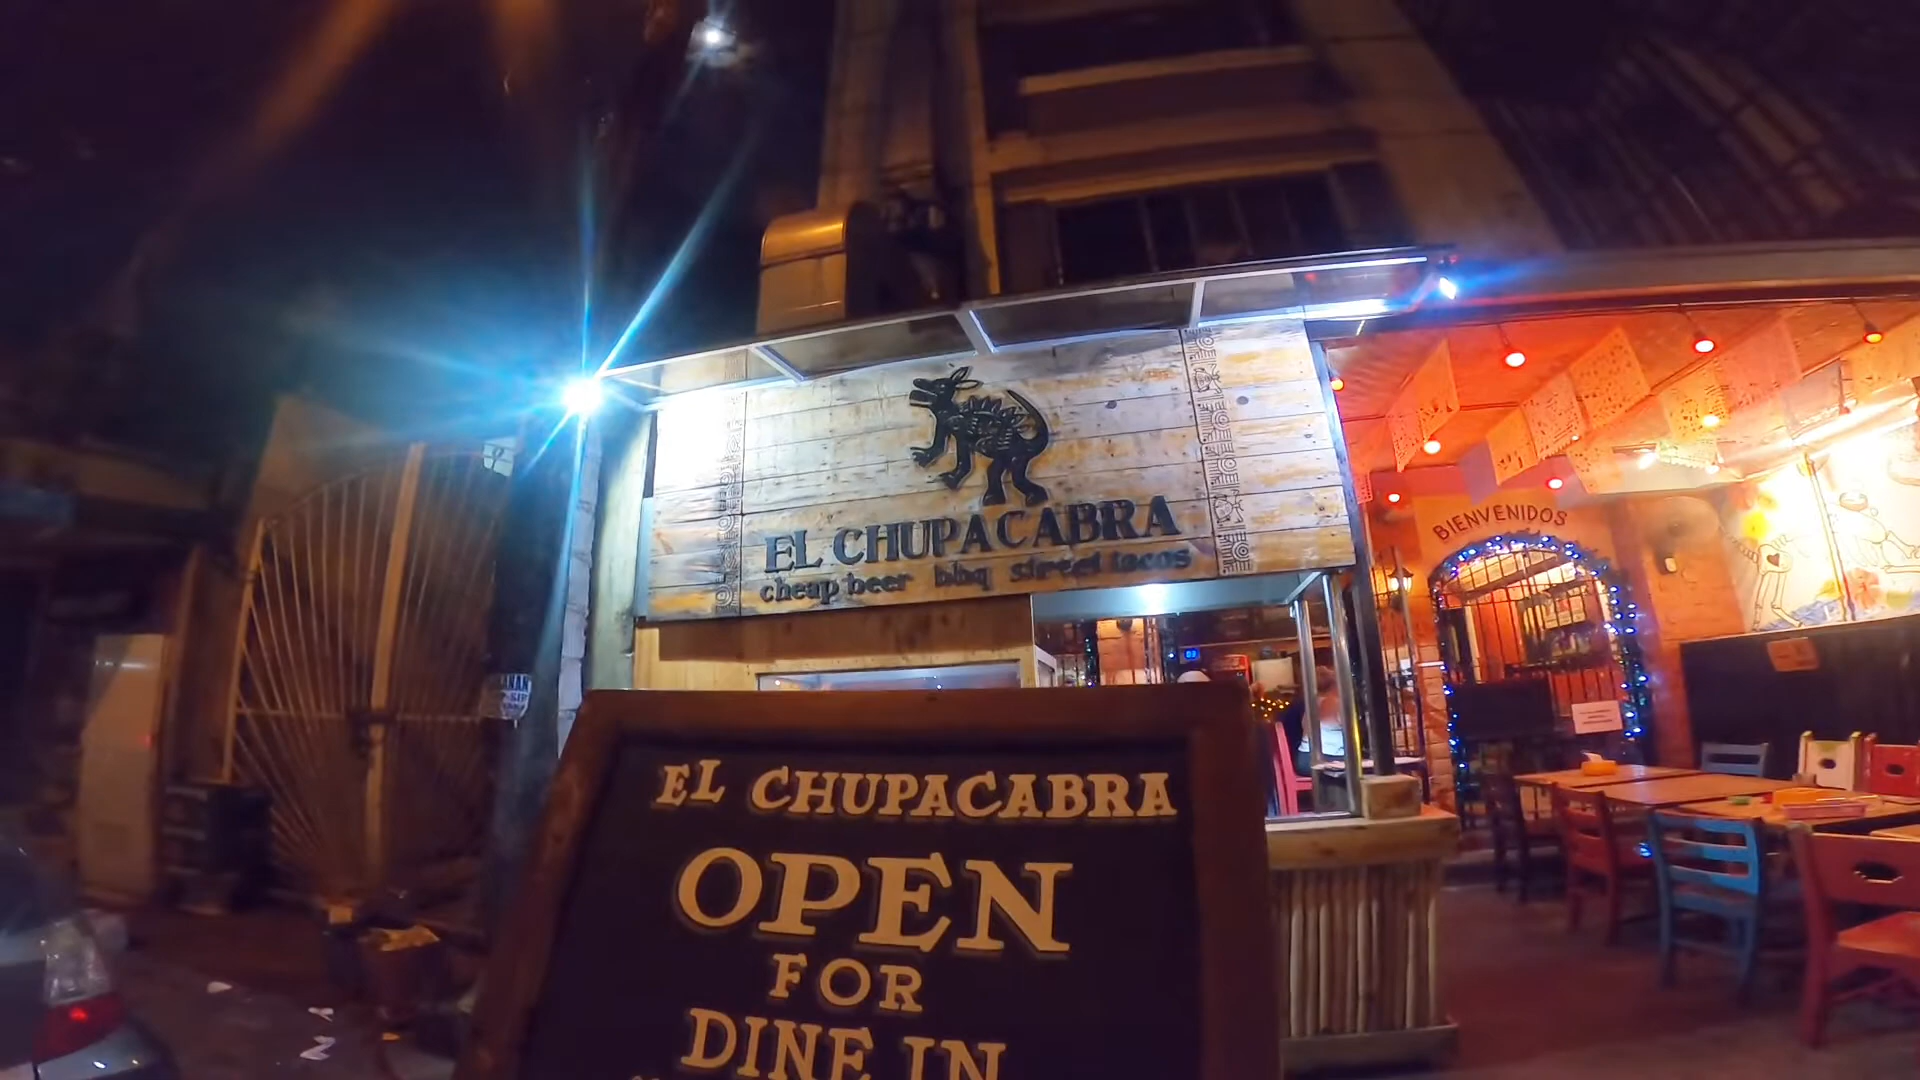 EL CHUPACABRA
cheap beer bbq street tacos
BIENVENIDOS
EL CHUPACABRA
OPEN
FOR
DINE IN